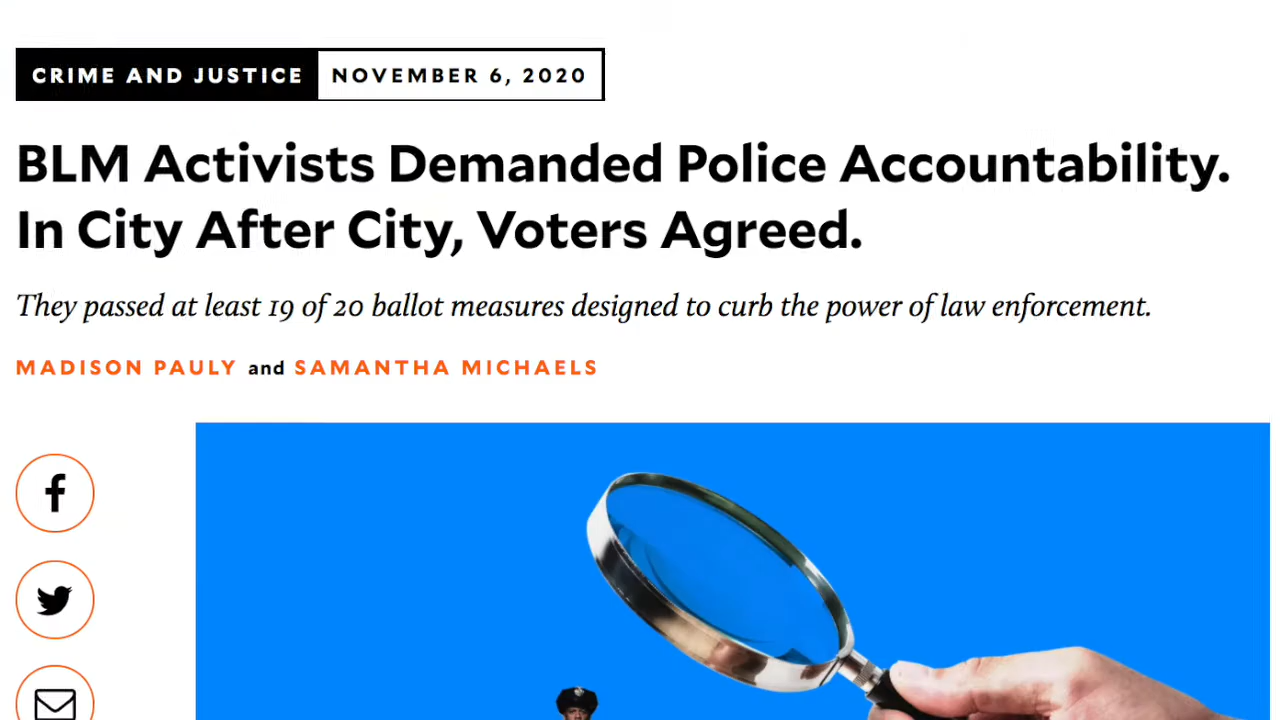 CRIME AND JUSTICE NOVEMBER 6, 2020
BLM Activists Demanded Police Accountability.
In City After City, Voters Agreed.
They passed at least 19 of 20 ballot measures designed to curb the power of law enforcement.
MADISON PAULY and SAMANTHA MICHAELS